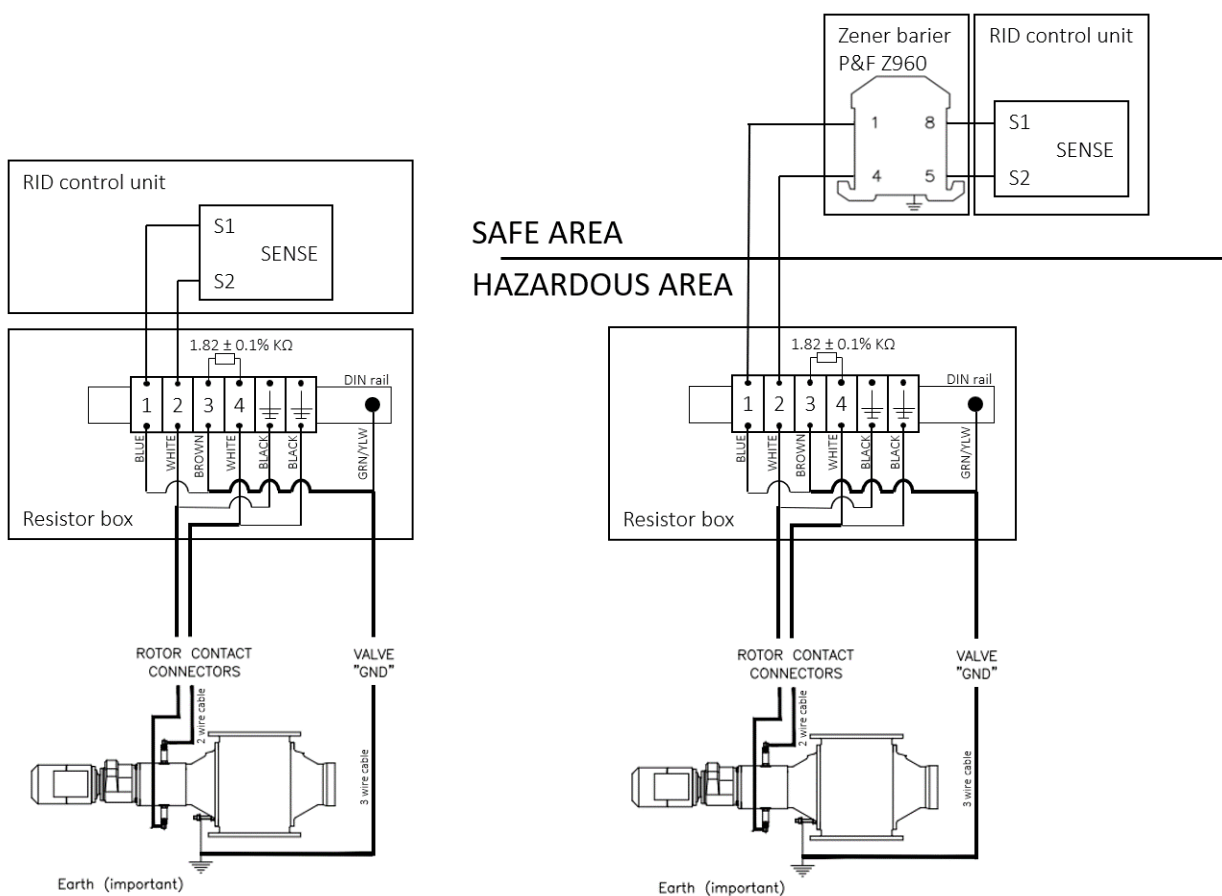 RID control unit
S1
SENSE
S2
1.82 ± 0.1% KΩ
DIN rail
1 2 3 4
BLUE
WHITE
BROWN
WHITE
BLACK
BLACK
GRN/YLW
Resistor box
ROTOR CONTACT
CONNECTORS
VALVE
"GND"
2 wire cable
3 wire cable
Earth (important)
Zener barier
P&F Z960
1 8
4 5
RID control unit
S1
SENSE
S2
SAFE AREA
HAZARDOUS AREA
1.82 ± 0.1% KΩ
DIN rail
1 2 3 4
BLUE
WHITE
BROWN
WHITE
BLACK
BLACK
GRN/YLW
Resistor box
ROTOR CONTACT
CONNECTORS
VALVE
"GND"
2 wire cable
3 wire cable
Earth (important)